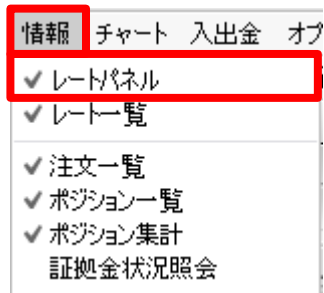 情報 チャート 入出金 オプ
レートパネル
レート一覧
注文一覧
ポジション一覧
ポジション集計
証拠金状況照会